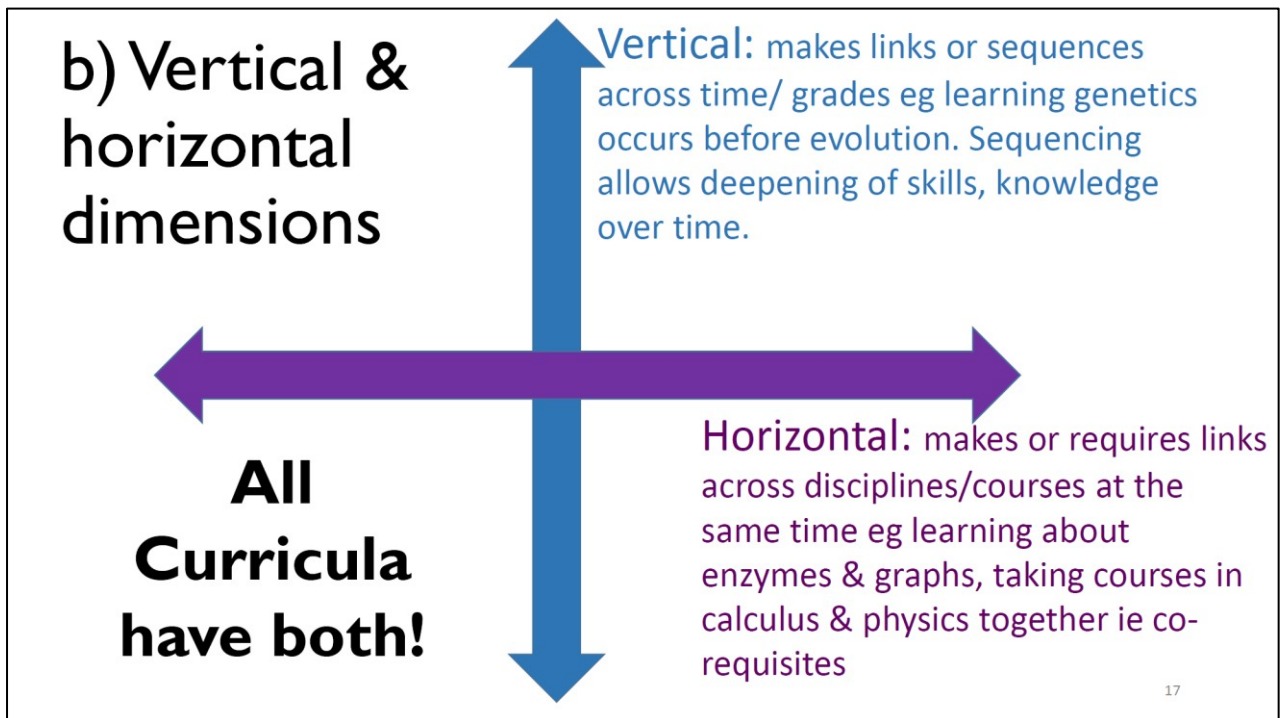 b) Vertical &
horizontal
dimensions
Vertical: makes links or sequences
across time/ grades eg learning genetics
occurs before evolution. Sequencing
allows deepening of skills, knowledge
over time.
All
Curricula
have both!
Horizontal: makes or requires links
across disciplines/courses at the
same time eg learning about
enzymes & graphs, taking courses in
calculus & physics together ie co-
requisites
17